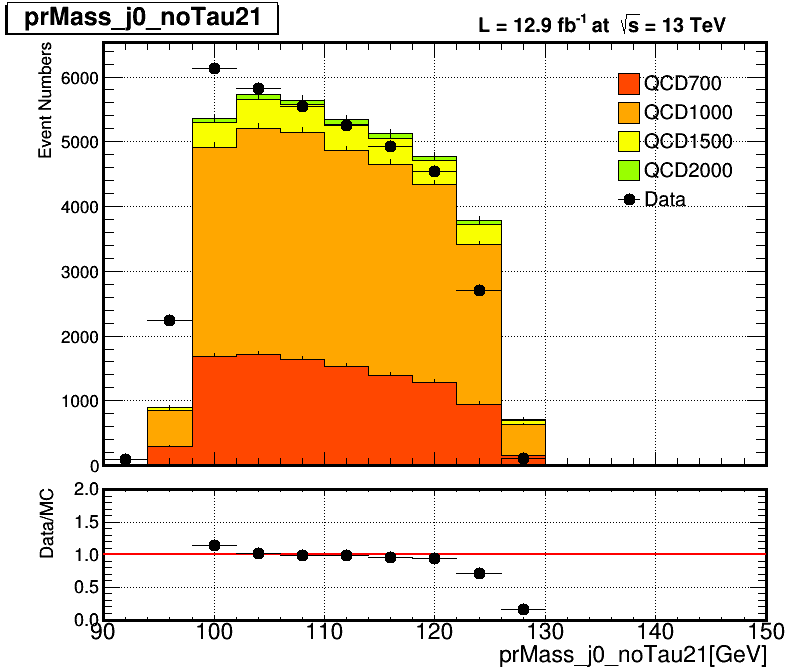 prMass_j0_noTau21
L = 12.9 fb⁻¹ at √s = 13 TeV
Event Numbers
6000
5000
4000
3000
2000
1000
0
QCD700
QCD1000
QCD1500
QCD2000
Data
Data/MC
2.0
1.5
1.0
0.5
0.0
90 100 110 120 130 140 150
prMass_j0_noTau21[GeV]